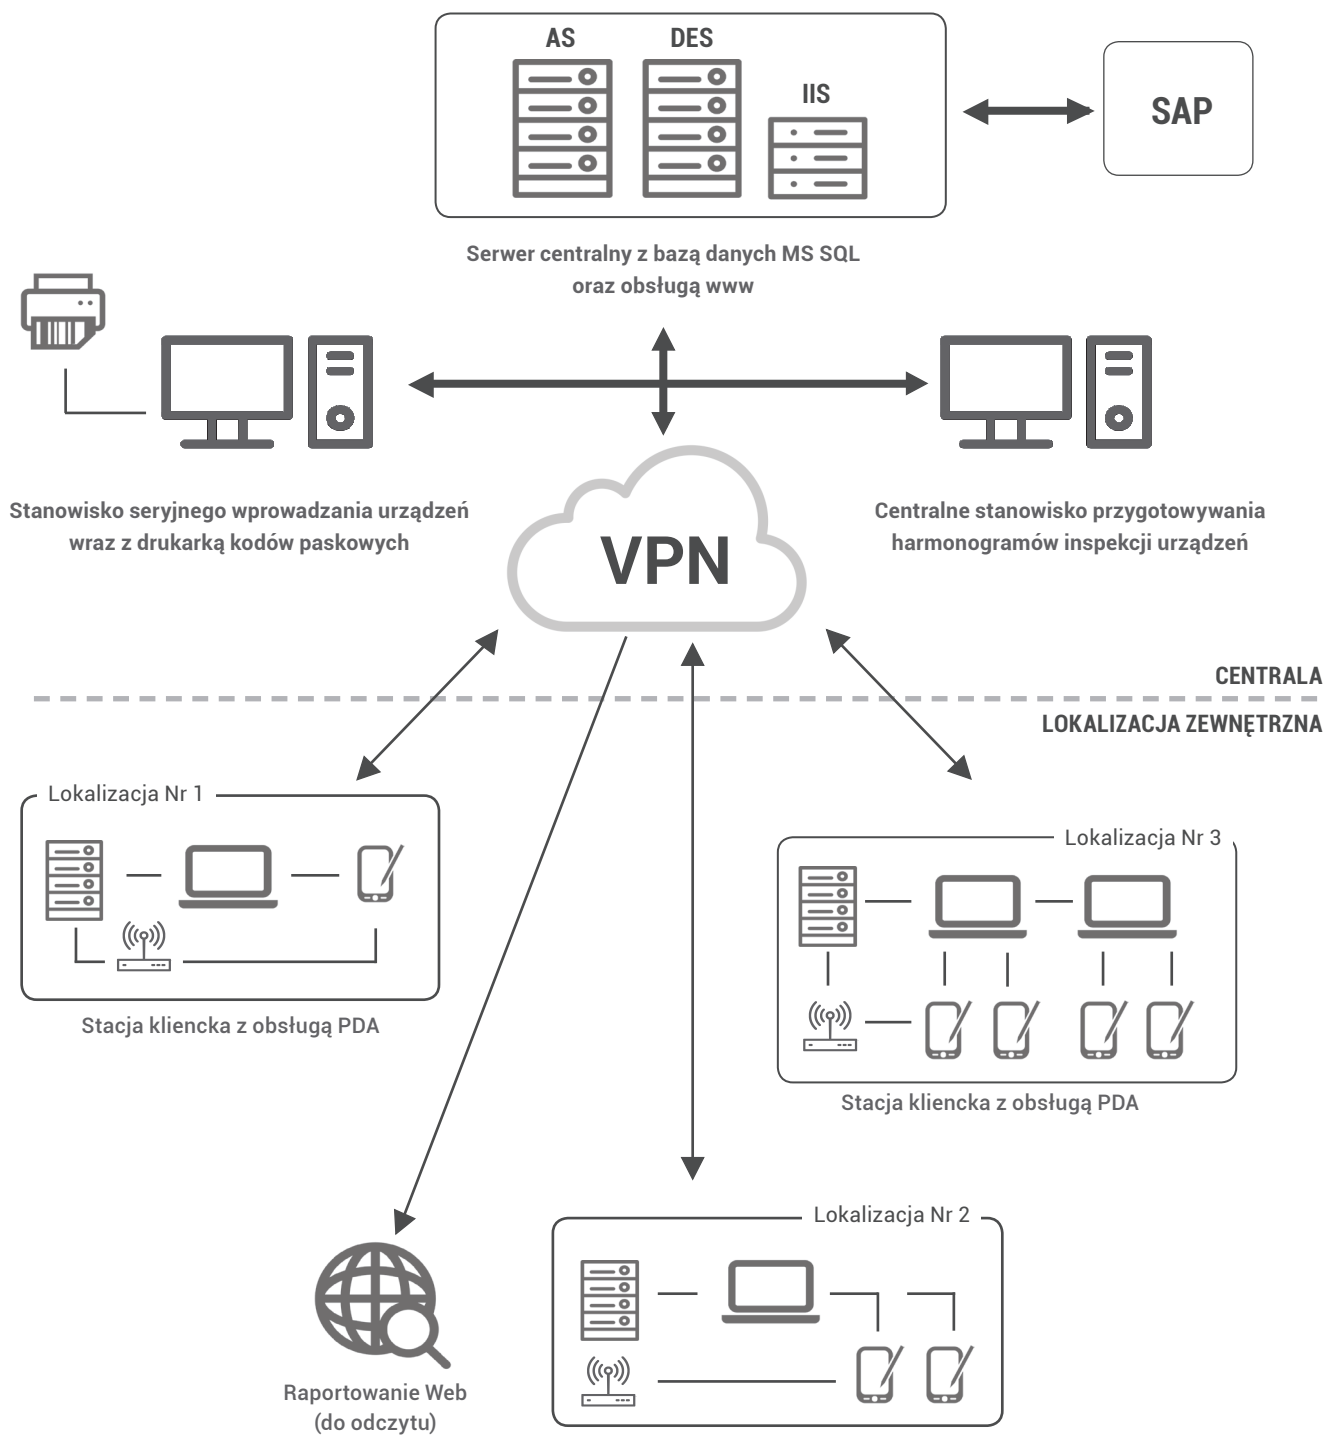 AS
DES
IIS
SAP
Serwer centralny z bazą danych MS SQL
oraz obsługą www
Stanowisko seryjnego wprowadzania urządzeń
wraz z drukarką kodów paskowych
Centralne stanowisko przygotowywania
harmonogramów inspekcji urządzeń
VPN
CENTRALA
LOKALIZACJA ZEWNĘTRZNA
Lokalizacja Nr 1
Stacja kliencka z obsługą PDA
Lokalizacja Nr 3
Stacja kliencka z obsługą PDA
Lokalizacja Nr 2
Raportowanie Web
(do odczytu)